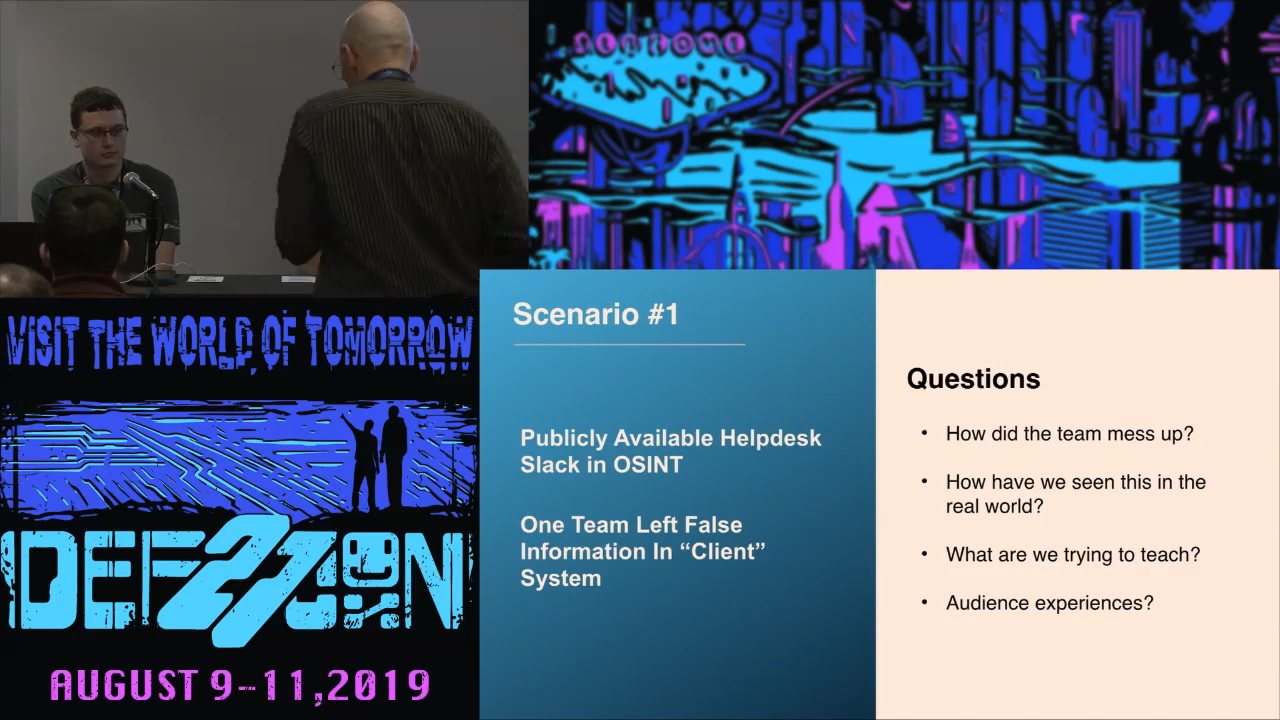 WELCOME
VISIT THE WORLD OF TOMORROW
DEF CON
27
AUGUST 9-11,2019
Scenario #1
Publicly Available Helpdesk
Slack in OSINT
One Team Left False
Information In “Client”
System
Questions
• How did the team mess up?
• How have we seen this in the
real world?
• What are we trying to teach?
• Audience experiences?